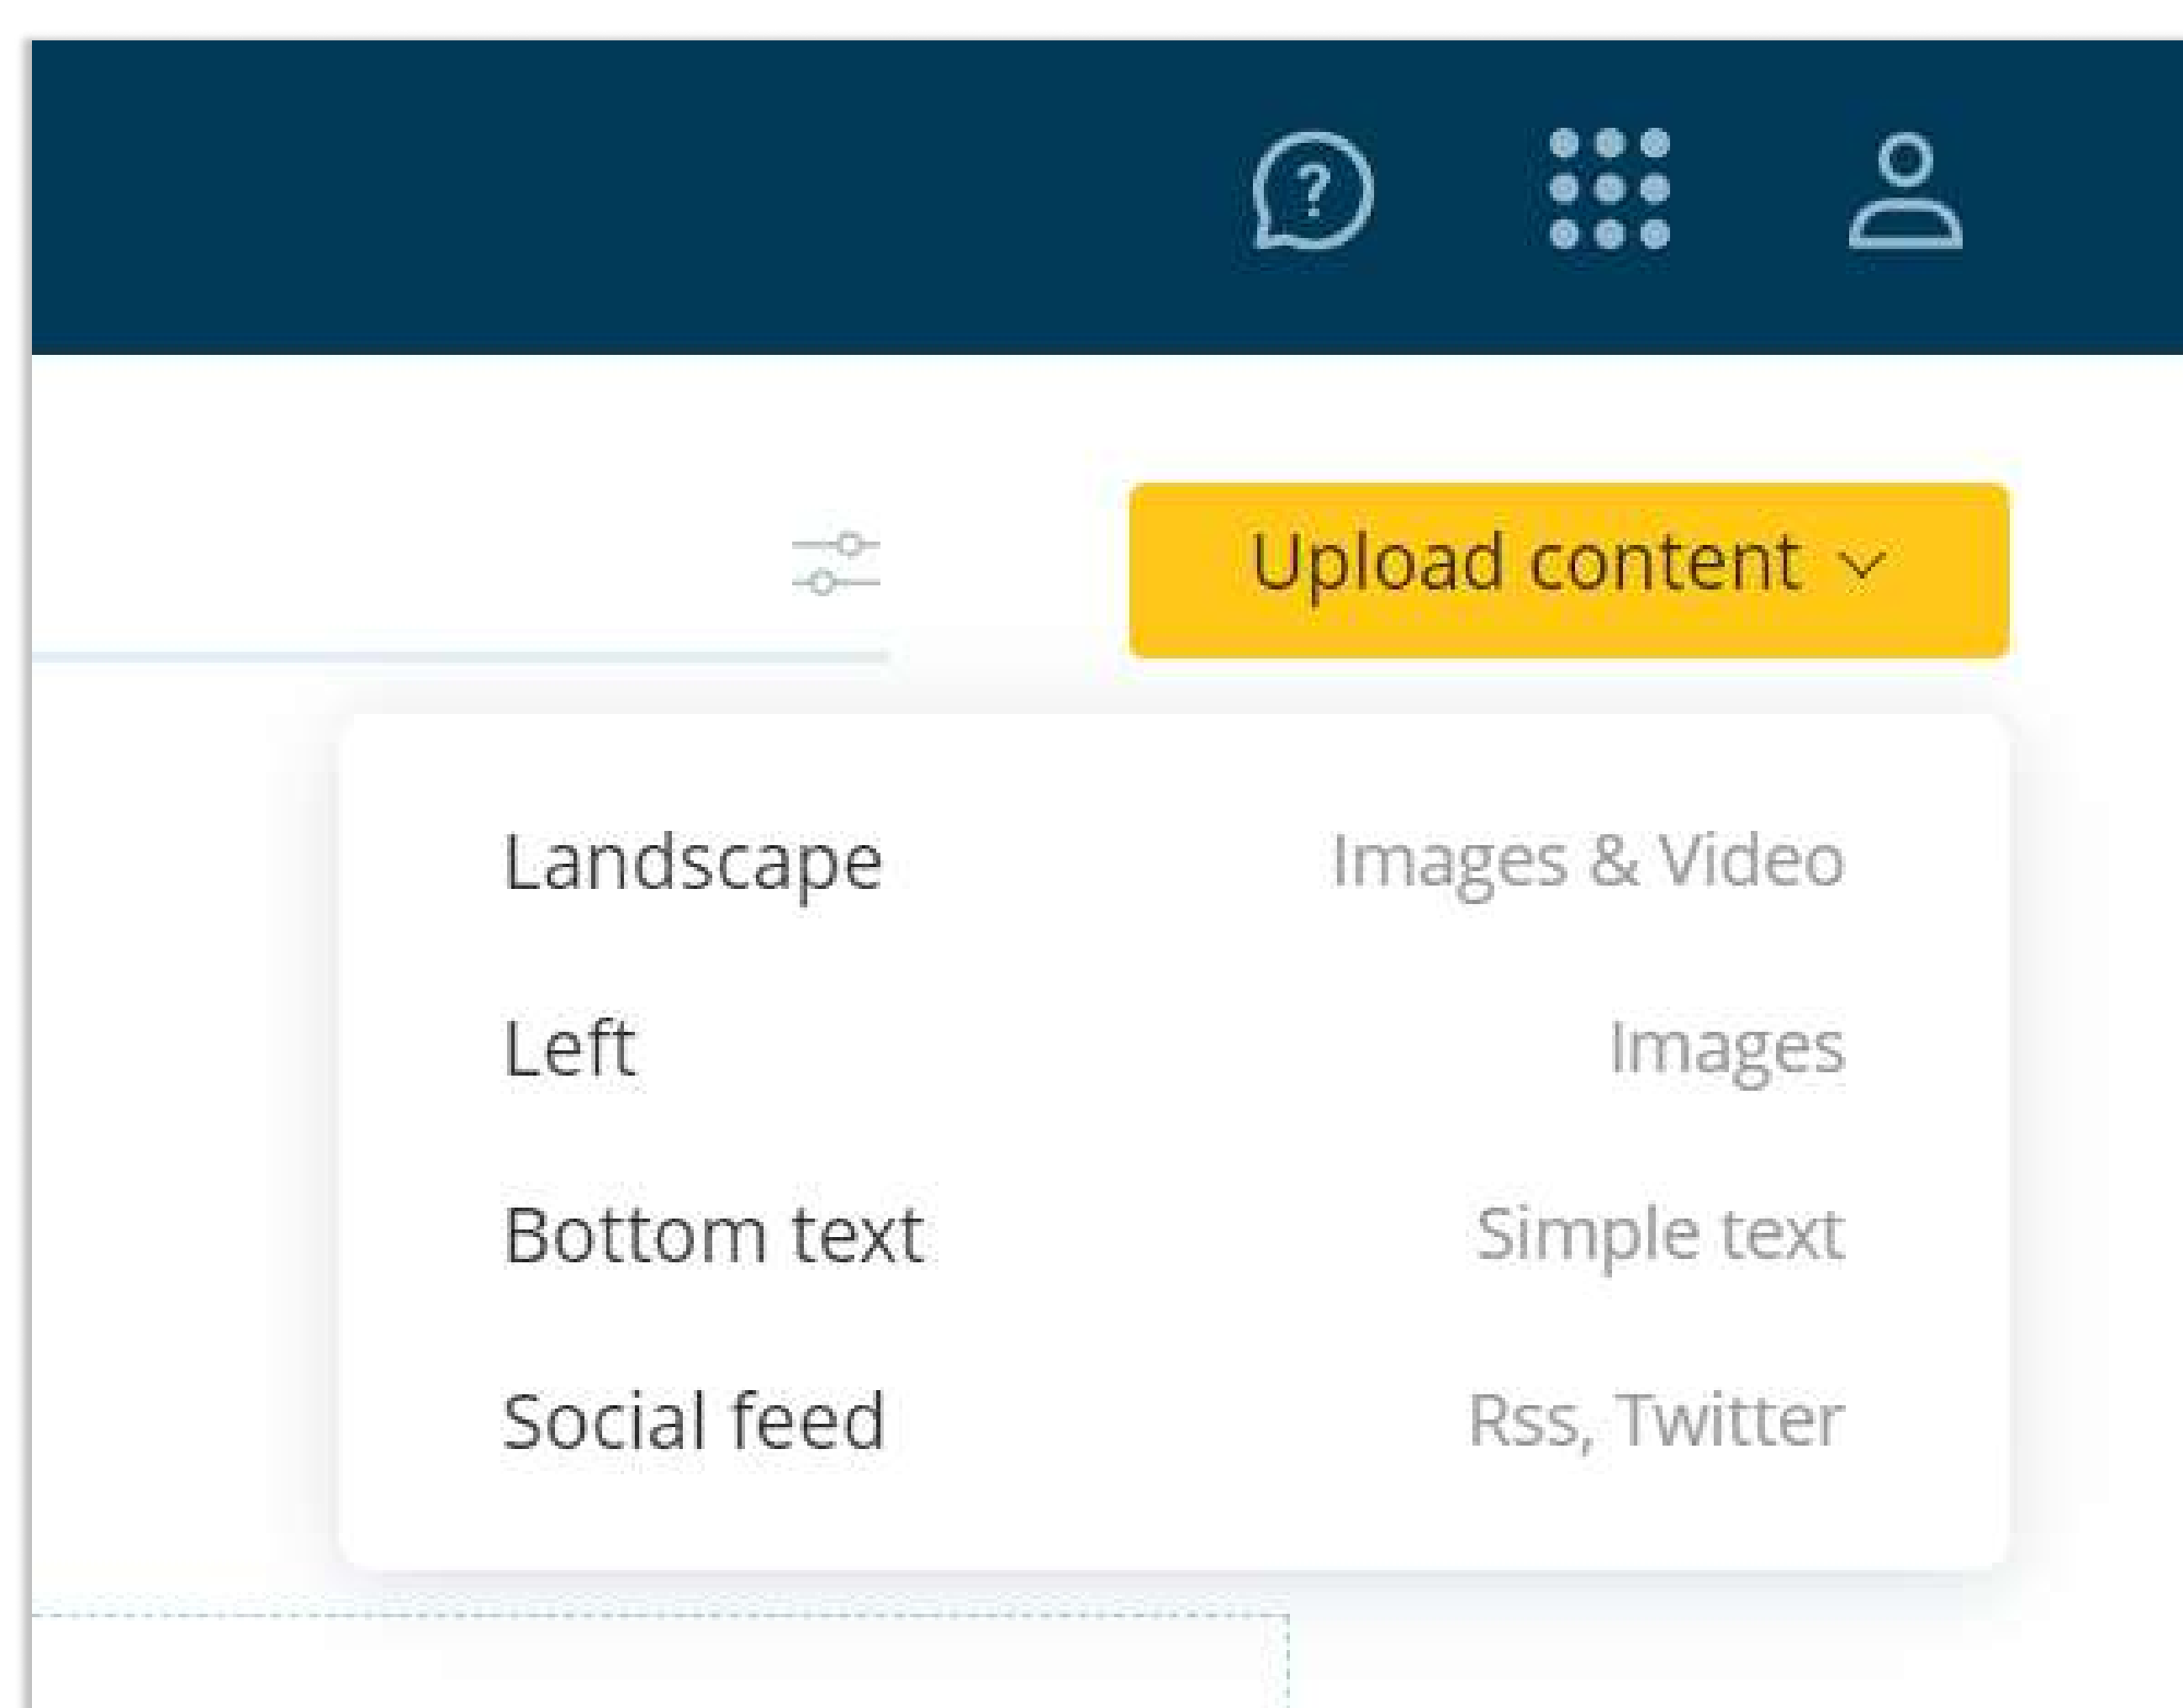 ?
Upload content
Landscape Images & Video
Left Images
Bottom text Simple text
Social feed Rss, Twitter